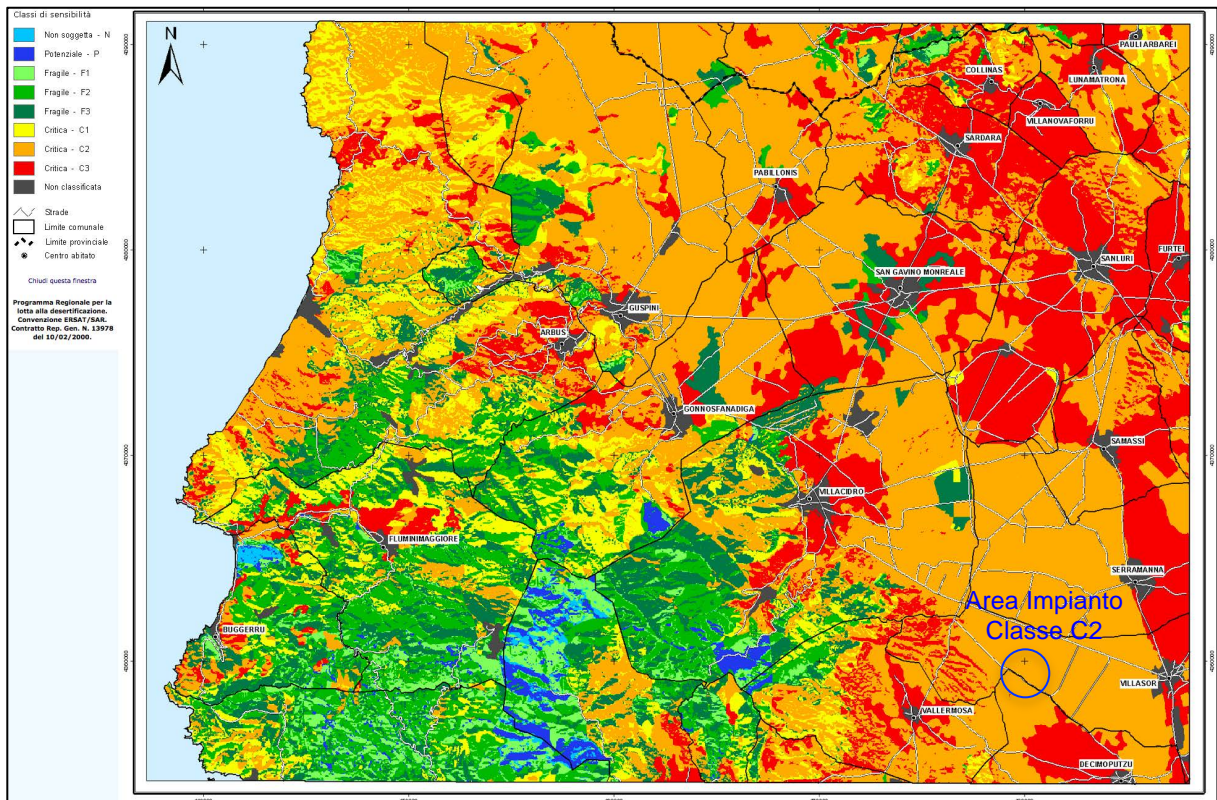 Classi di sensibilità
Non soggetta - N
Potenziale - P
Fragile - F1
Fragile - F2
Fragile - F3
Critica - C1
Critica - C2
Critica - C3
Non classificata
Strade
Limite comunale
Limite provinciale
Centro abitato
Chiudi questa finestra
Programma Regionale per la
lotta alla desertificazione.
Convenzione ERSAT/SAR.
Contratto Rep. Gen. N. 13978
del 10/02/2000.
N
PAULI ARBAREI
COLLINAS
LUNAMATRONA
VILLANOVAFORRU
SARDARA
PABILLONIS
FURTEI
SANLURI
SAN GAVINO MONREALE
GUSPINI
ARBUS
GONNOSFANADIGA
SAMASSI
VILLACIDRO
FLUMINIMAGGIORE
SERRAMANNA
Area Impianto
Classe C2
BUGGERRU
VILLASOR
VALLERMOSA
DECIMOPUTZU